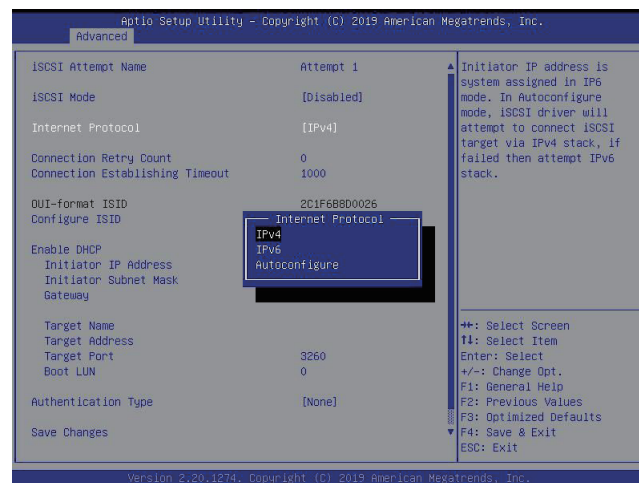 Aptio Setup Utility – Copyright (C) 2019 American Megatrends, Inc.
Advanced
iSCSI Attempt Name Attempt 1
iSCSI Mode [Disabled]
Internet Protocol [IPv4]
Connection Retry Count 0
Connection Establishing Timeout 1000
OUI-format ISID 2C1F6B8D0026
Configure ISID
Enable DHCP
Initiator IP Address
Initiator Subnet Mask
Gateway
Target Name
Target Address
Target Port 3260
Boot LUN 0
Authentication Type [None]
Save Changes
Internet Protocol
IPv4
IPv6
Autoconfigure
Initiator IP address is
system assigned in IP6
mode. In Autoconfigure
mode, iSCSI driver will
attempt to connect iSCSI
target via IPv4 stack, if
failed then attempt IPv6
stack.
→←: Select Screen
↑↓: Select Item
Enter: Select
+/-: Change Opt.
F1: General Help
F2: Previous Values
F3: Optimized Defaults
F4: Save & Exit
ESC: Exit
Version 2.20.1274. Copyright (C) 2019 American Megatrends, Inc.